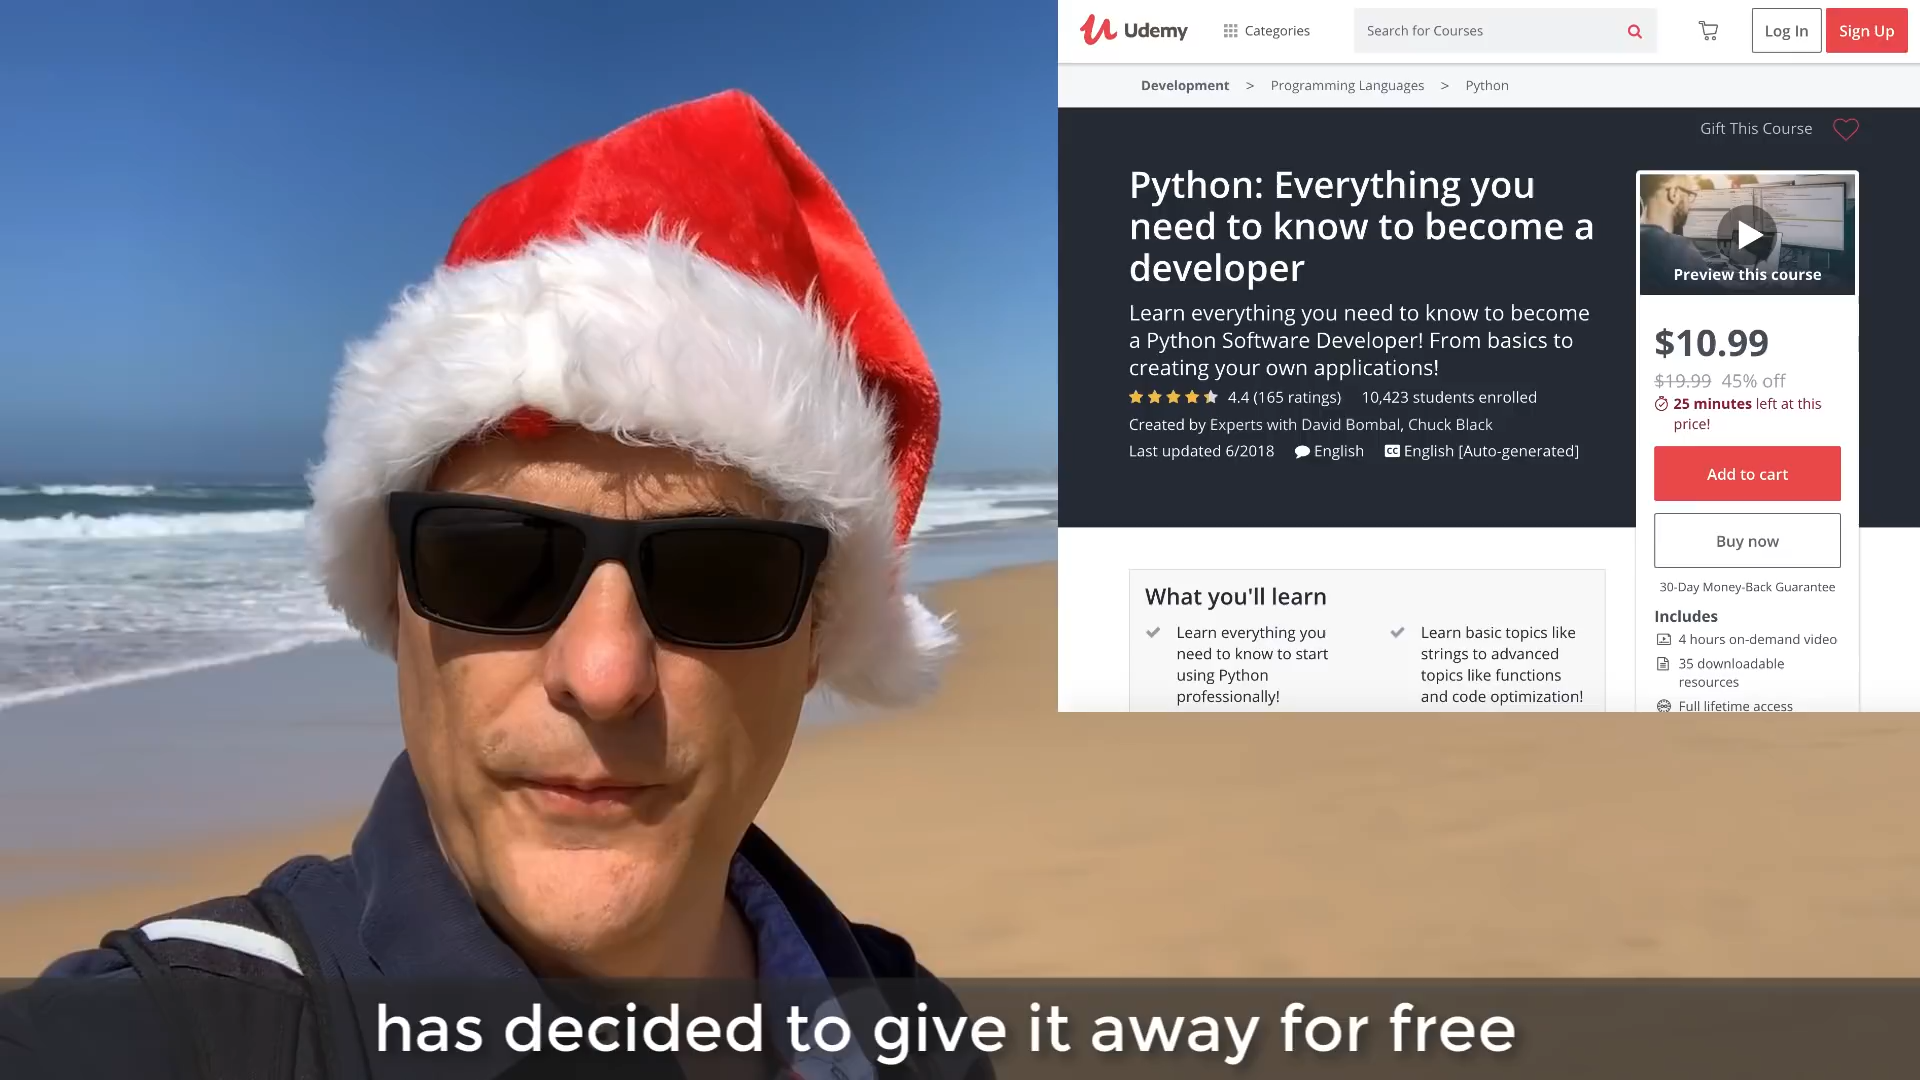 Udemy
Categories
Search for Courses
Log In
Sign Up
Development > Programming Languages > Python
Gift This Course
Python: Everything you
need to know to become a
developer
Learn everything you need to know to become
a Python Software Developer! From basics to
creating your own applications!
4.4 (165 ratings) 10,423 students enrolled
Created by Experts with David Bombal, Chuck Black
Last updated 6/2018 English CC English [Auto-generated]
Preview this course
$10.99
$19.99 45% off
25 minutes left at this
price!
Add to cart
Buy now
30-Day Money-Back Guarantee
Includes
4 hours on-demand video
35 downloadable
resources
Full lifetime access
What you'll learn
Learn everything you
need to know to start
using Python
professionally!
Learn basic topics like
strings to advanced
topics like functions
and code optimization!
has decided to give it away for free